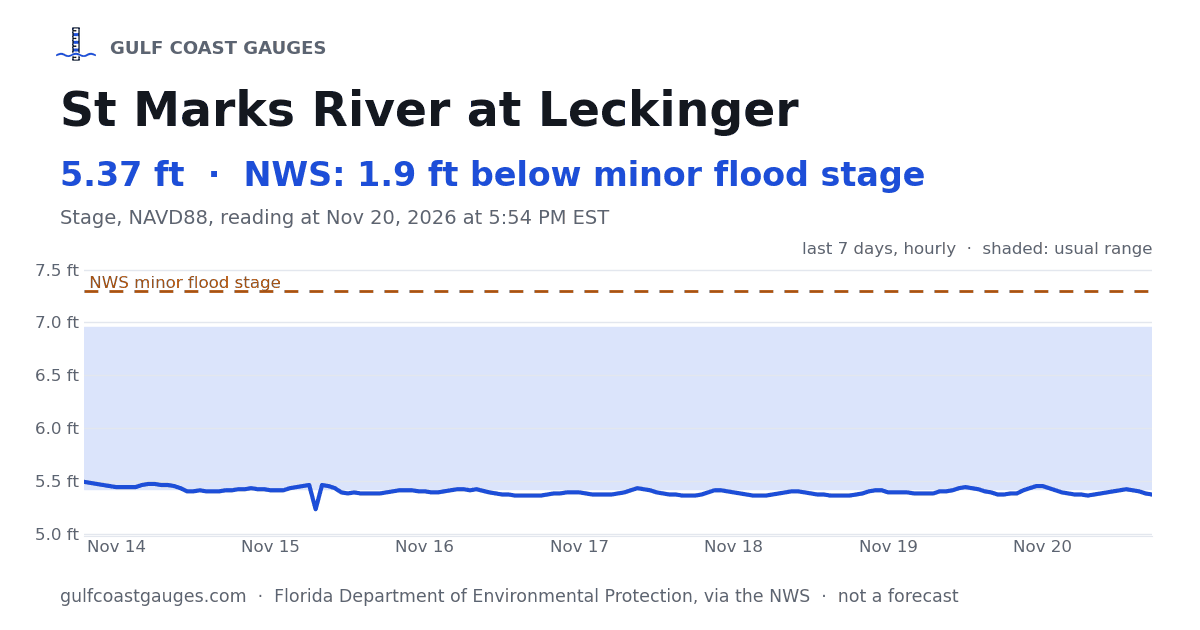 GULF COAST GAUGES
St Marks River at Leckinger
5.37 ft · NWS: 1.9 ft below minor flood stage
Stage, NAVD88, reading at Nov 20, 2026 at 5:54 PM EST
last 7 days, hourly · shaded: usual range
7.5 ft
NWS minor flood stage
7.0 ft
6.5 ft
6.0 ft
5.5 ft
5.0 ft
Nov 14 Nov 15 Nov 16 Nov 17 Nov 18 Nov 19 Nov 20
gulfcoastgauges.com · Florida Department of Environmental Protection, via the NWS · not a forecast